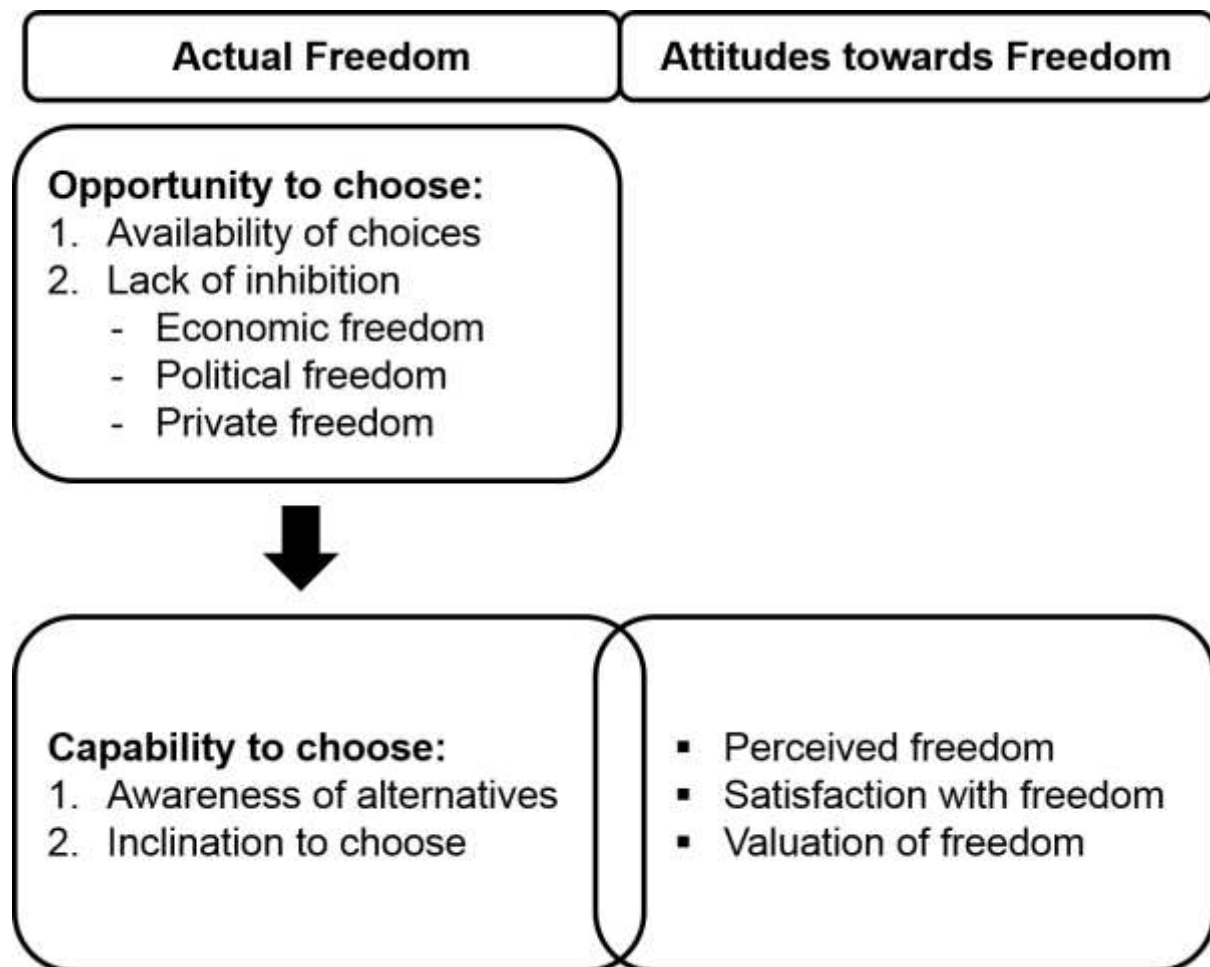 Actual Freedom
Attitudes towards Freedom
Opportunity to choose:
1. Availability of choices
2. Lack of inhibition
- Economic freedom
- Political freedom
- Private freedom
Capability to choose:
1. Awareness of alternatives
2. Inclination to choose
▪ Perceived freedom
▪ Satisfaction with freedom
▪ Valuation of freedom